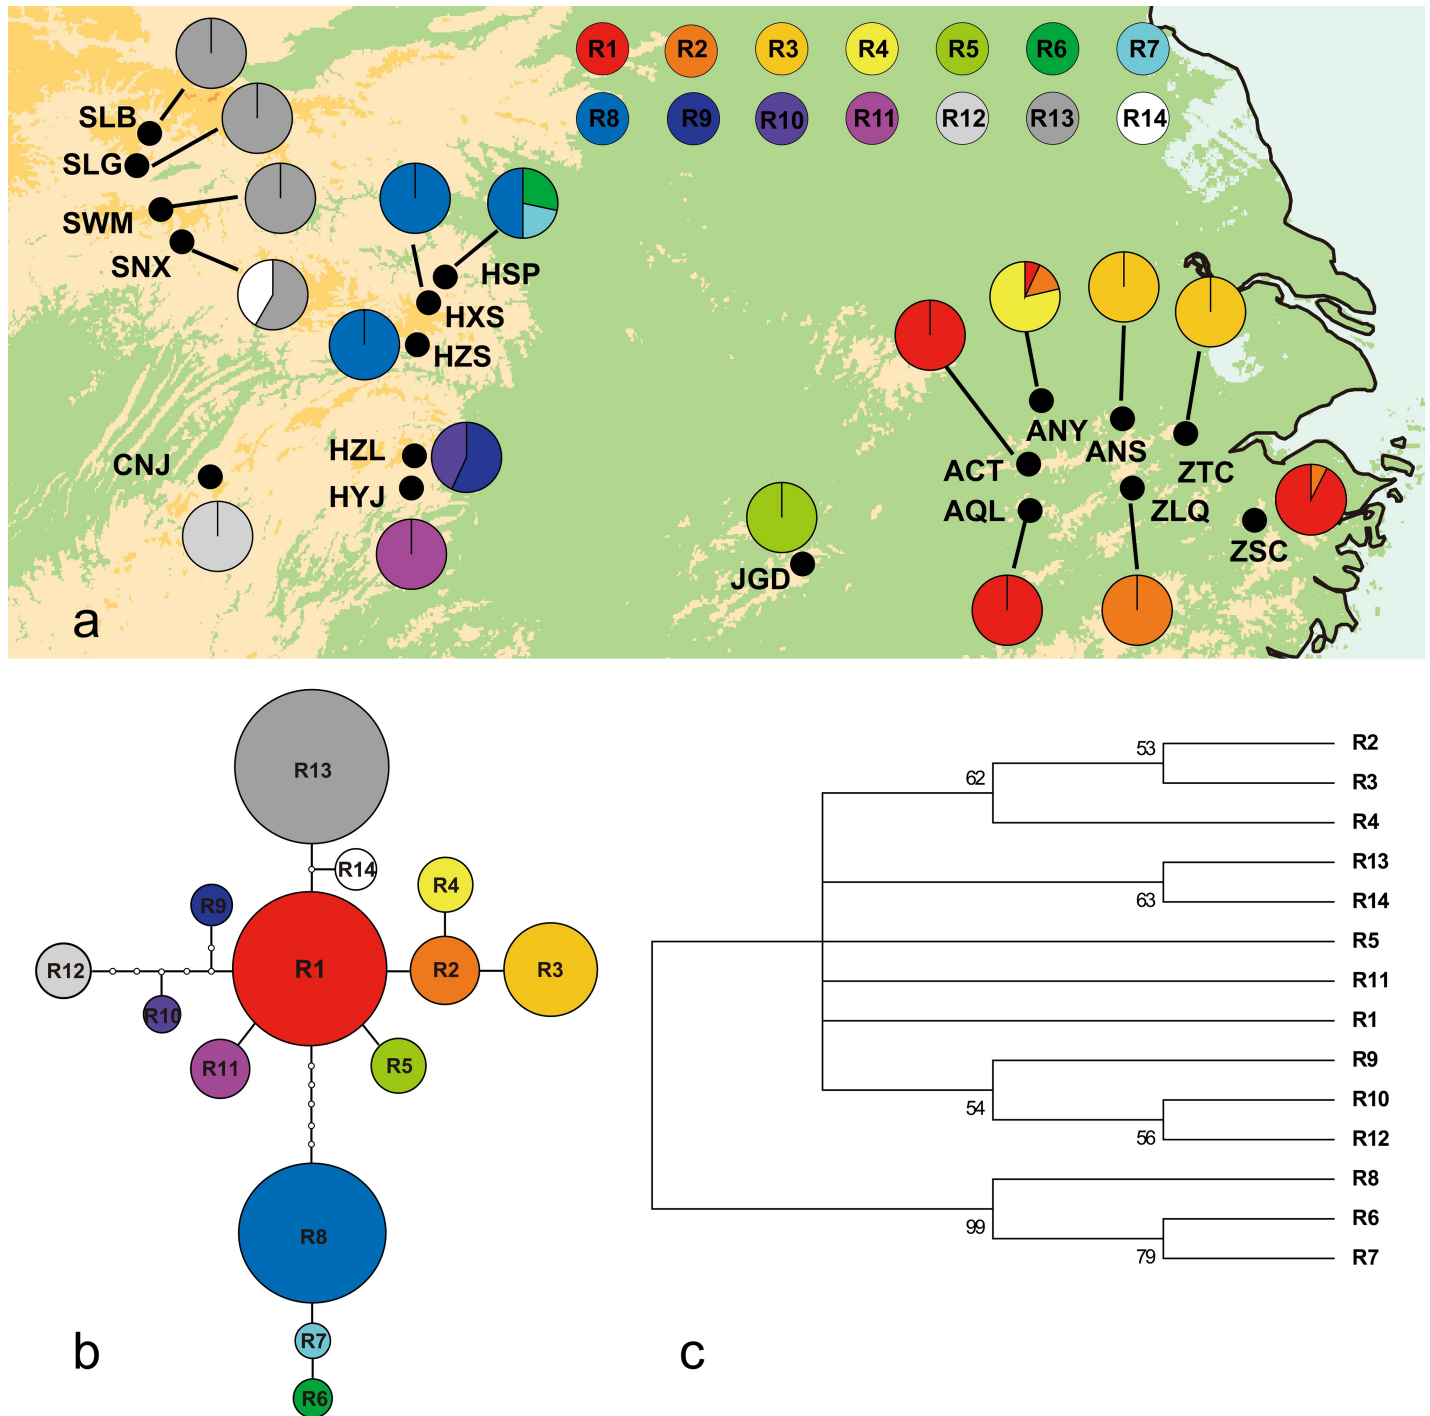 R1 R2 R3 R4 R5 R6 R7
R8 R9 R10 R11 R12 R13 R14
SLB
SLG
SWM
SNX
HSP
HXS
HZS
CNJ
HZL
HYJ
JGD
ANY
ANS
ACT
ZTC
AQL
ZLQ
ZSC
a
R13
R14
R4
R9
R12
R1
R2
R3
R10
R11
R5
R8
R7
R6
b
53
62
63
54
56
99
79
R2
R3
R4
R13
R14
R5
R11
R1
R9
R10
R12
R8
R6
R7
c